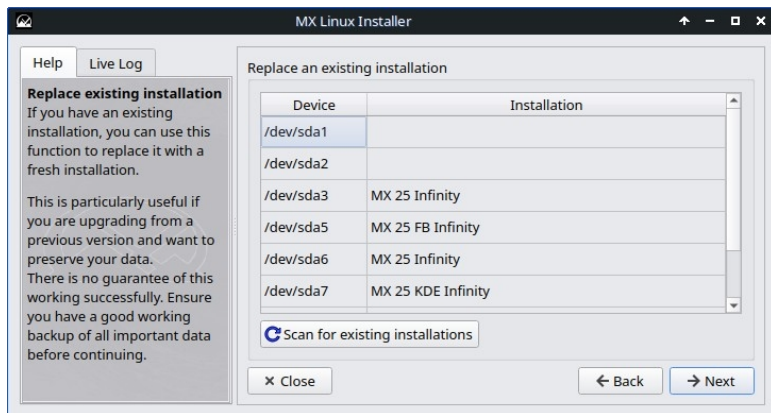 MX Linux Installer
Help
Live Log
Replace existing installation
If you have an existing
installation, you can use this
function to replace it with a
fresh installation.
This is particularly useful if
you are upgrading from a
previous version and want to
preserve your data.
There is no guarantee of this
working successfully. Ensure
you have a good working
backup of all important data
before continuing.
Replace an existing installation
Device Installation
/dev/sda1
/dev/sda2
/dev/sda3 MX 25 Infinity
/dev/sda5 MX 25 FB Infinity
/dev/sda6 MX 25 Infinity
/dev/sda7 MX 25 KDE Infinity
Scan for existing installations
Close
Back
Next